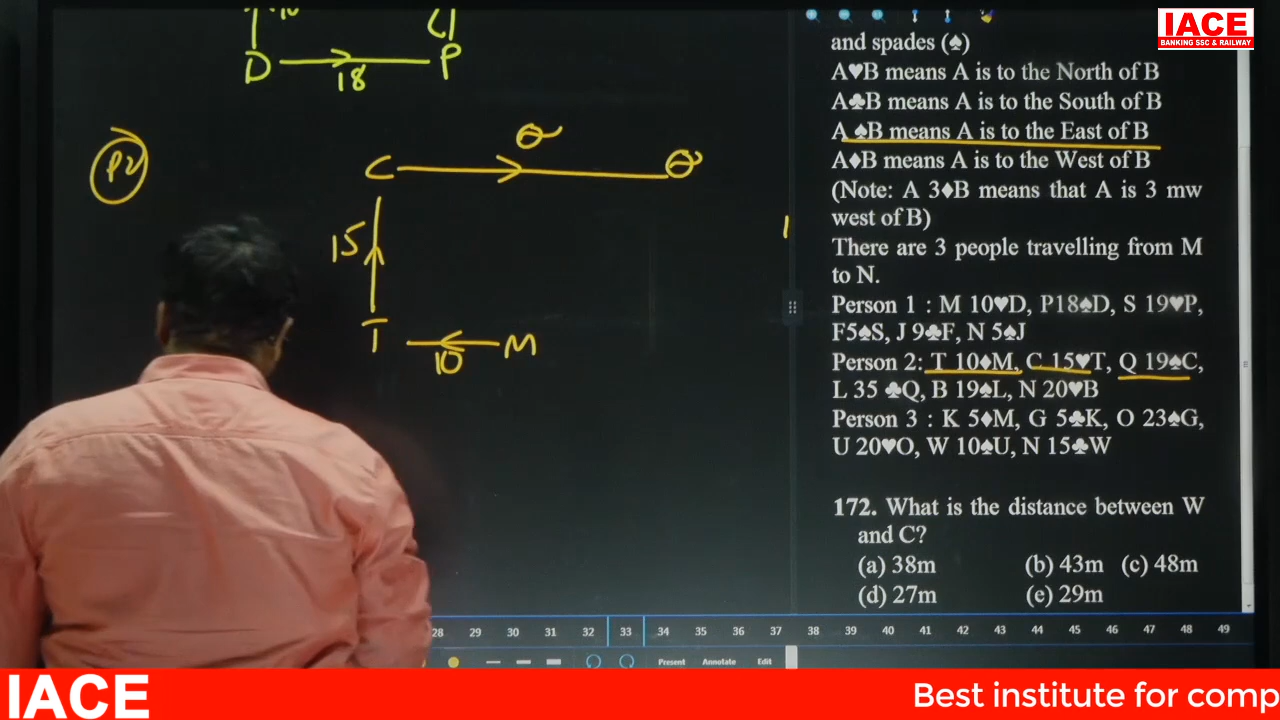 IACE
BANKING SSC & RAILWAY
D
18
P
P2
C
15
T
10
M
and spades (♠)
A♥B means A is to the North of B
A♣B means A is to the South of B
A ♠B means A is to the East of B
A♦B means A is to the West of B
(Note: A 3♦B means that A is 3 mw
west of B)
There are 3 people travelling from M
to N.
Person 1 : M 10♥D, P18♠D, S 19♥P,
F5♠S, J 9♣F, N 5♠J
Person 2: T 10♦M, C 15♥T, Q 19♠C,
L 35 ♣Q, B 19♠L, N 20♥B
Person 3 : K 5♦M, G 5♣K, O 23♠G,
U 20♥O, W 10♠U, N 15♣W
172. What is the distance between W
and C?
(a) 38m (b) 43m (c) 48m
(d) 27m (e) 29m
28 29 30 31 32 33 34 35 36 37 38 39 40 41 42 43 44 45 46 47 48 49
Present Annotate Edit
IACE
Best institute for comp